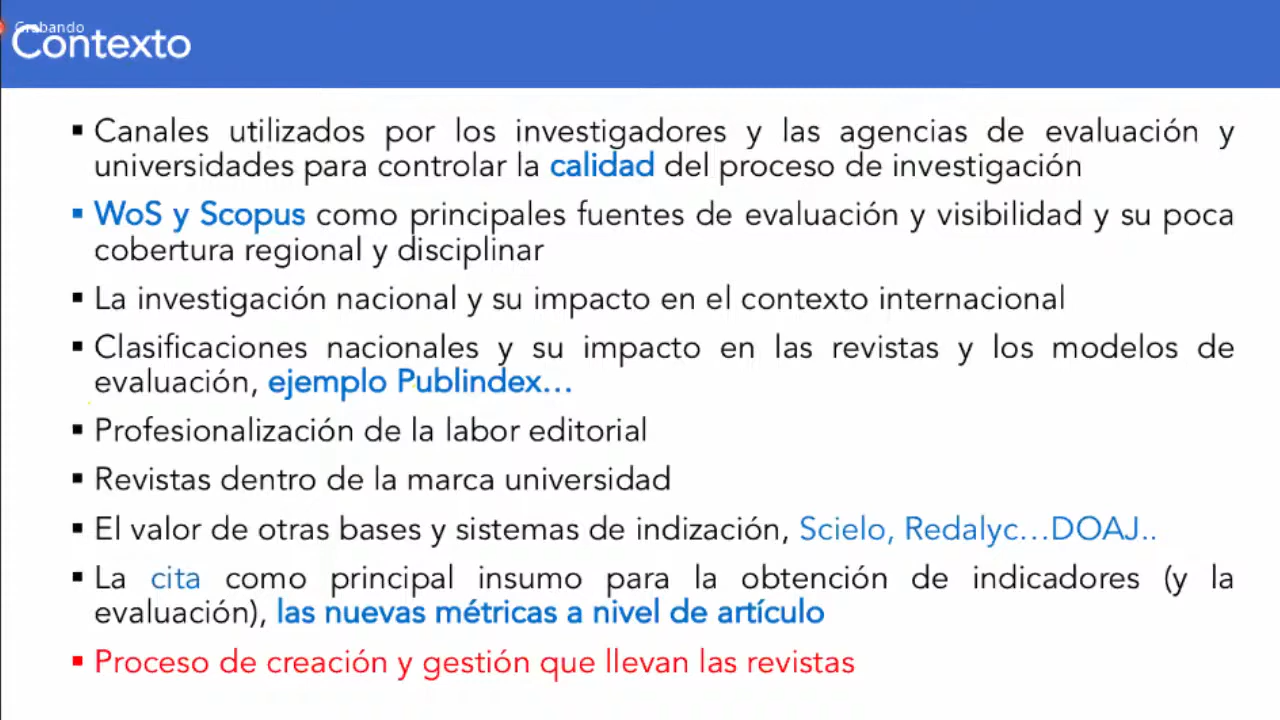 Grabando
Contexto
▪ Canales utilizados por los investigadores y las agencias de evaluación y
universidades para controlar la calidad del proceso de investigación
▪ WoS y Scopus como principales fuentes de evaluación y visibilidad y su poca
cobertura regional y disciplinar
▪ La investigación nacional y su impacto en el contexto internacional
▪ Clasificaciones nacionales y su impacto en las revistas y los modelos de
evaluación, ejemplo Publindex...
▪ Profesionalización de la labor editorial
▪ Revistas dentro de la marca universidad
▪ El valor de otras bases y sistemas de indización, Scielo, Redalyc...DOAJ..
▪ La cita como principal insumo para la obtención de indicadores (y la
evaluación), las nuevas métricas a nivel de artículo
▪ Proceso de creación y gestión que llevan las revistas